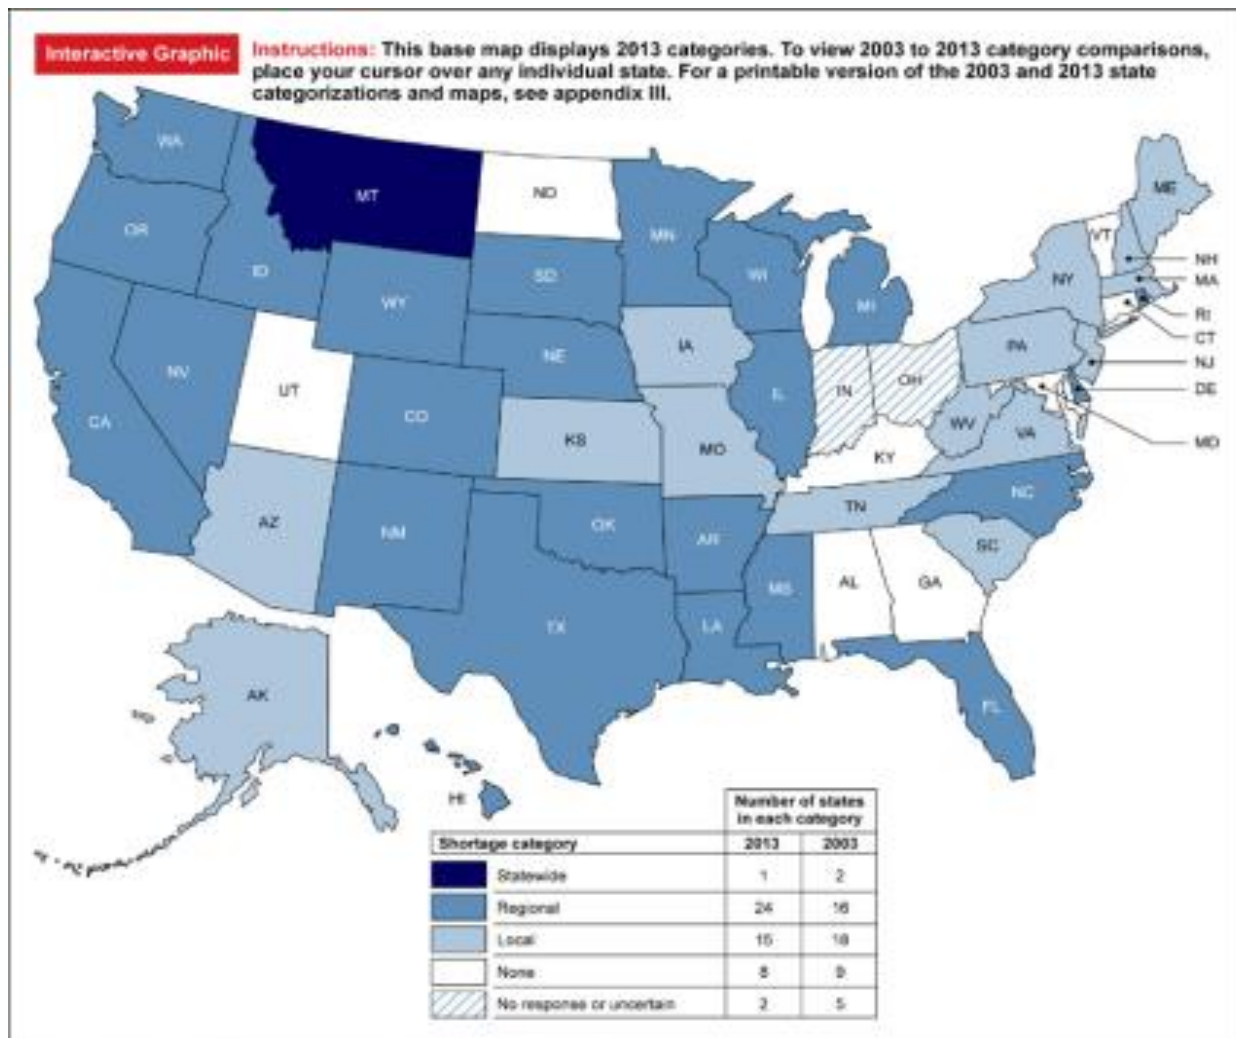 Interactive Graphic
Instructions: This base map displays 2013 categories. To view 2003 to 2013 category comparisons,
place your cursor over any individual state. For a printable version of the 2003 and 2013 state
categorizations and maps, see appendix III.
WA
MT
ND
MN
ME
OR
ID
SD
WI
VT
NH
WY
MI
NY
MA
RI
NE
IA
PA
CT
NV
UT
IL
IN
OH
NJ
CA
CO
KS
MO
WV
VA
DE
KY
MD
AZ
NM
OK
AR
TN
NC
SC
TX
LA
MS
AL
GA
AK
FL
HI
Number of states
in each category
Shortage category 2013 2003
Statewide 1 2
Regional 24 16
Local 15 18
None 8 9
No response or uncertain 2 5